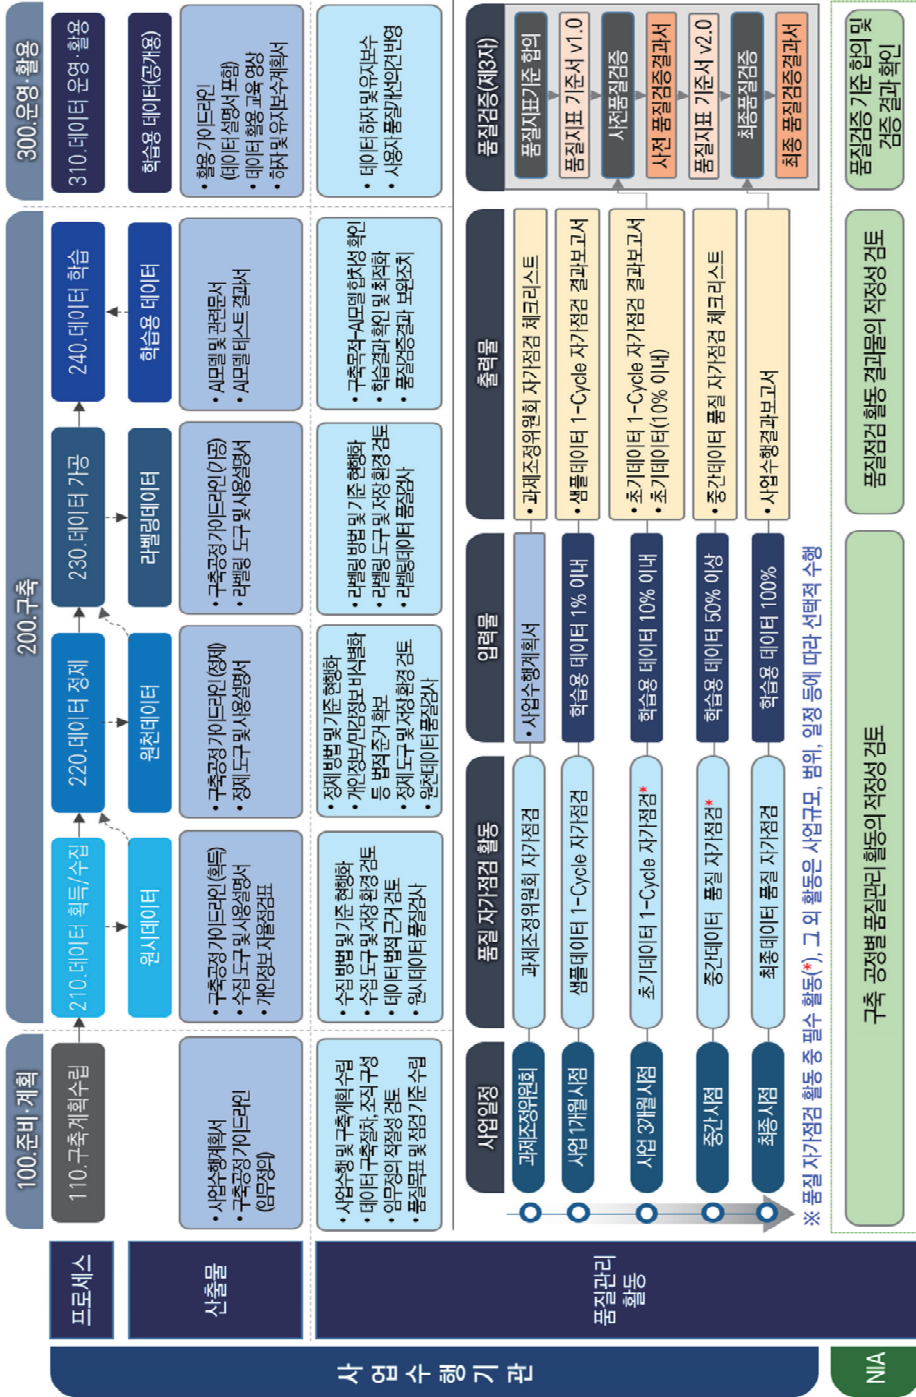 100.준비·계획
200.구축
300.운영·활용
사업수행기관
프로세스
110.구축계획수립
210.데이터 획득/수집
220.데이터 정제
230.데이터 가공
240.데이터 학습
310.데이터 운영·활용
원시데이터
원천데이터
라벨링데이터
학습용 데이터
학습용 데이터(공개용)
산출물
• 사업수행계획서
• 구축공정 가이드라인
(임무정의)
• 구축공정 가이드라인(획득)
• 수집 도구 및 사용설명서
• 개인정보 자율점검표
• 구축공정 가이드라인(정제)
• 정제 도구 및 사용설명서
• 구축공정 가이드라인(가공)
• 라벨링 도구 및 사용설명서
• AI모델 및 관련문서
• AI모델 테스트 결과서
• 활용 가이드라인
(데이터 설명서 포함)
• 데이터 활용 교육 영상
• 하자 및 유지보수계획서
품질관리
활동
• 사업수행 및 구축계획 수립
• 데이터 구축절차, 조직 구성
• 임무정의 적절성 검토
• 품질목표 및 점검 기준 수립
• 수집 방법 및 기준 현행화
• 수집 도구 및 저장 환경 검토
• 데이터 법적 근거 검토
• 원시데이터 품질검사
• 정제 방법 및 기준 현행화
• 개인정보/민감정보 비식별화
등 법적 준거 확보
• 정제 도구 및 저장 환경 검토
• 원천데이터 품질검사
• 라벨링 방법 및 기준 현행화
• 라벨링 도구 및 저장 환경 검토
• 라벨링데이터 품질검사
• 구축목적-AI모델 합치성 확인
• 학습결과 확인 및 최적화
• 품질검증결과 보완조치
• 데이터 하자 및 유지보수
• 사용자 품질개선의견 반영
사업일정
품질 자가점검 활동
입력물
출력물
품질검증(제3자)
과제조정위원회
과제조정위원회 자가점검
• 사업수행계획서
• 과제조정위원회 자가점검 체크리스트
사업 1개월 시점
샘플데이터 1-Cycle 자가점검
학습용 데이터 1% 이내
• 샘플데이터 1-Cycle 자가점검 결과보고서
사업 3개월 시점
초기데이터 1-Cycle 자가점검*
학습용 데이터 10% 이내
• 초기데이터 1-Cycle 자가점검 결과보고서
• 초기데이터(10% 이내)
중간 시점
중간데이터 품질 자가점검*
학습용 데이터 50% 이상
• 중간데이터 품질 자가점검 체크리스트
최종 시점
최종데이터 품질 자가점검
학습용 데이터 100%
• 사업수행결과보고서
품질지표기준 합의
품질지표 기준서 v1.0
사전품질검증
사전 품질검증결과서
품질지표 기준서 v2.0
최종품질검증
최종 품질검증결과서
※ 품질 자가점검 활동 중 필수 활동(*), 그 외 활동은 사업규모, 범위, 일정 등에 따라 선택적 수행
NIA
구축 공정별 품질관리 활동의 적정성 검토
품질점검 활동 결과물의 적정성 검토
품질검증 기준 합의 및
검증 결과 확인